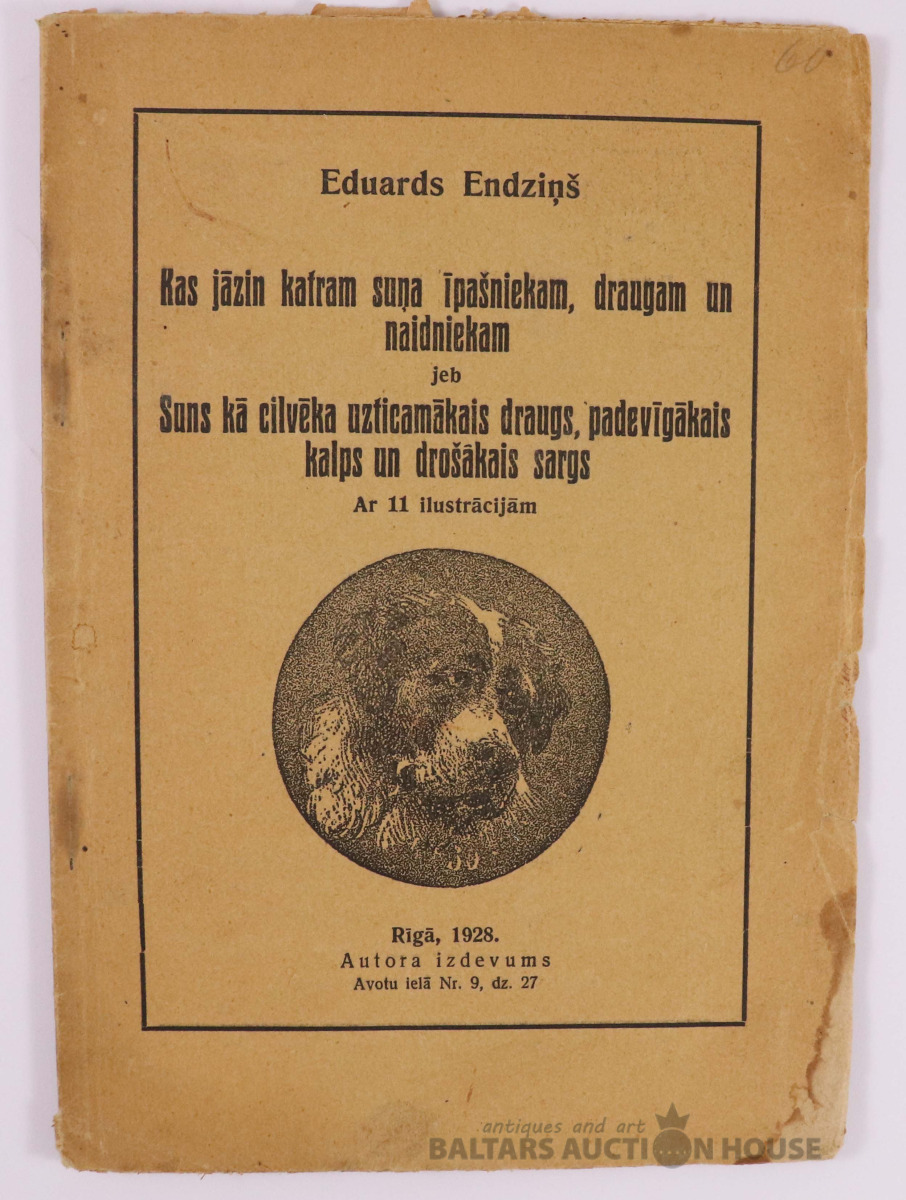 60
Eduards Endziņš
Kas jāzin katram suņa īpašniekam, draugam un
naidniekam
jeb
Suns kā cilvēka uzticamākais draugs, padevīgākais
kalps un drošākais sargs
Ar 11 ilustrācijām
Rīgā, 1928.
Autora izdevums
Avotu ielā Nr. 9, dz. 27
antiques and art
BALTARS AUCTION HOUSE